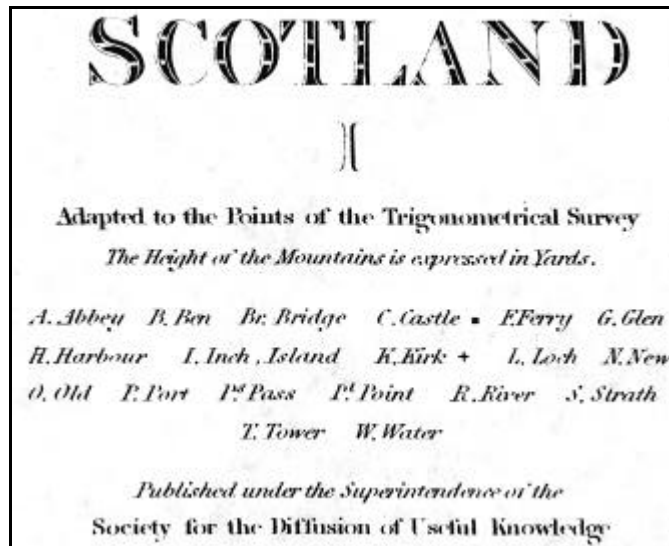 SCOTLAND
I
Adapted to the Points of the Trigonometrical Survey
The Height of the Mountains is expressed in Yards.
A. Abbey B. Ben Br. Bridge C. Castle ▪ F. Ferry G. Glen
H. Harbour I. Inch, Island K. Kirk + L. Loch N. New
O. Old P. Port Pˢ Pass Pᵗ Point R. River S. Strath
T. Tower W. Water
Published under the Superintendence of the
Society for the Diffusion of Useful Knowledge